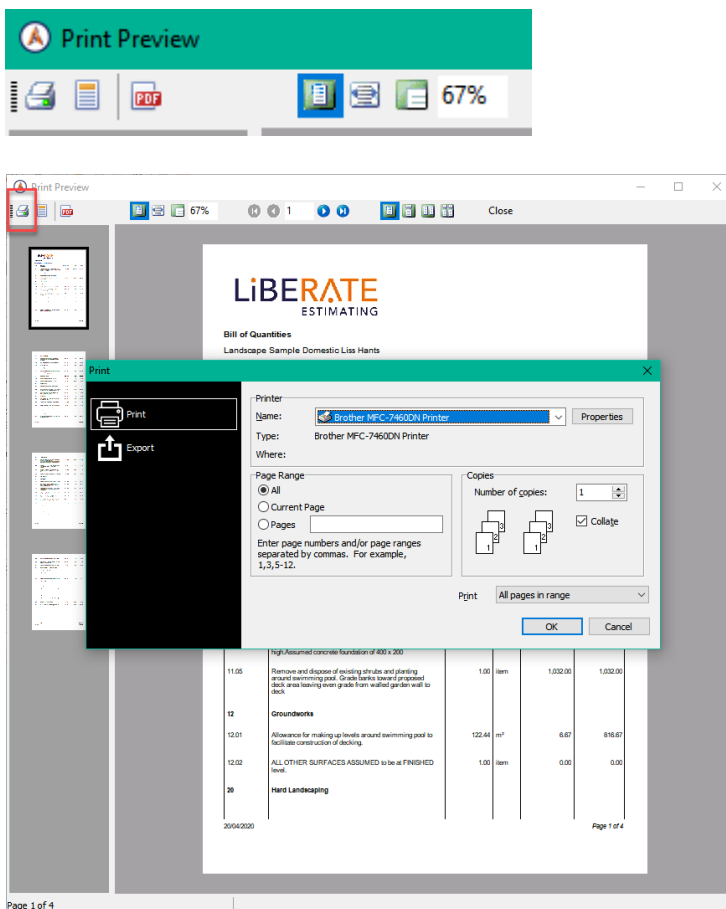 Print Preview
PDF
67%
Print Preview
PDF
67%
1
Close
LiBERATE
ESTIMATING
Bill of Quantities
Landscape Sample Domestic Liss Hants
Print
Print
Export
Printer
Name: Brother MFC-7460DN Printer Properties
Type: Brother MFC-7460DN Printer
Where:
Page Range
All
Current Page
Pages
Enter page numbers and/or page ranges
separated by commas. For example,
1,3,5-12.
Copies
Number of copies: 1
1 2 3 1 2 3
Collate
Print All pages in range
OK Cancel
high.Assumed concrete foundation of 400 x 200
11.05 Remove and dispose of existing shrubs and planting 1.00 item 1,032.00 1,032.00
around swimming pool. Grade banks toward proposed
deck area leaving even grade from walled garden wall to
deck
12 Groundworks
12.01 Allowance for making up levels around swimming pool to 122.44 m² 6.67 816.67
facilitate construction of decking.
12.02 ALL OTHER SURFACES ASSUMED to be at FINISHED 1.00 item 0.00 0.00
level.
20 Hard Landscaping
20/04/2020 Page 1 of 4
Page 1 of 4